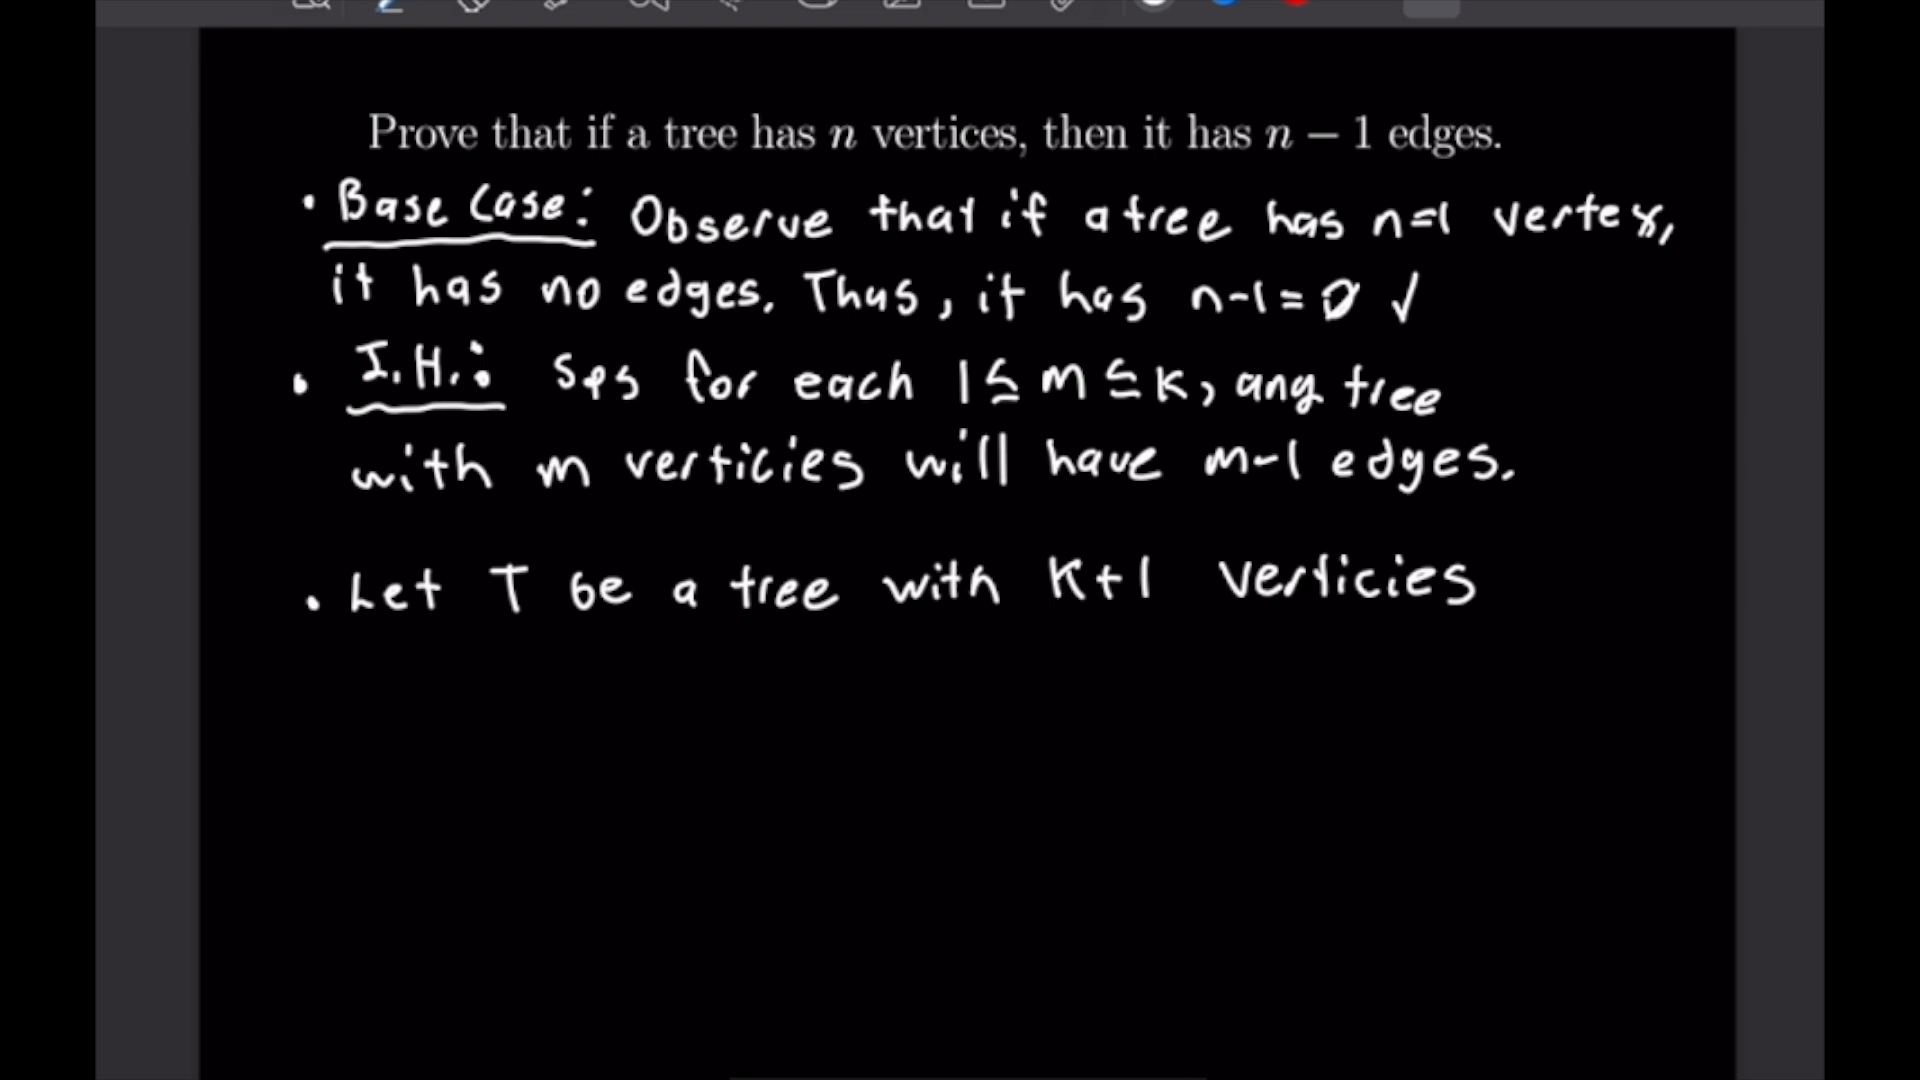 Prove that if a tree has n vertices, then it has n − 1 edges.
• Base Case: Observe that if a tree has n=1 vertex,
it has no edges. Thus, it has n-1=0 ✓
• I.H.: Sps for each 1≤m≤k, any tree
with m verticies will have m-1 edges.
• Let T be a tree with k+1 verticies